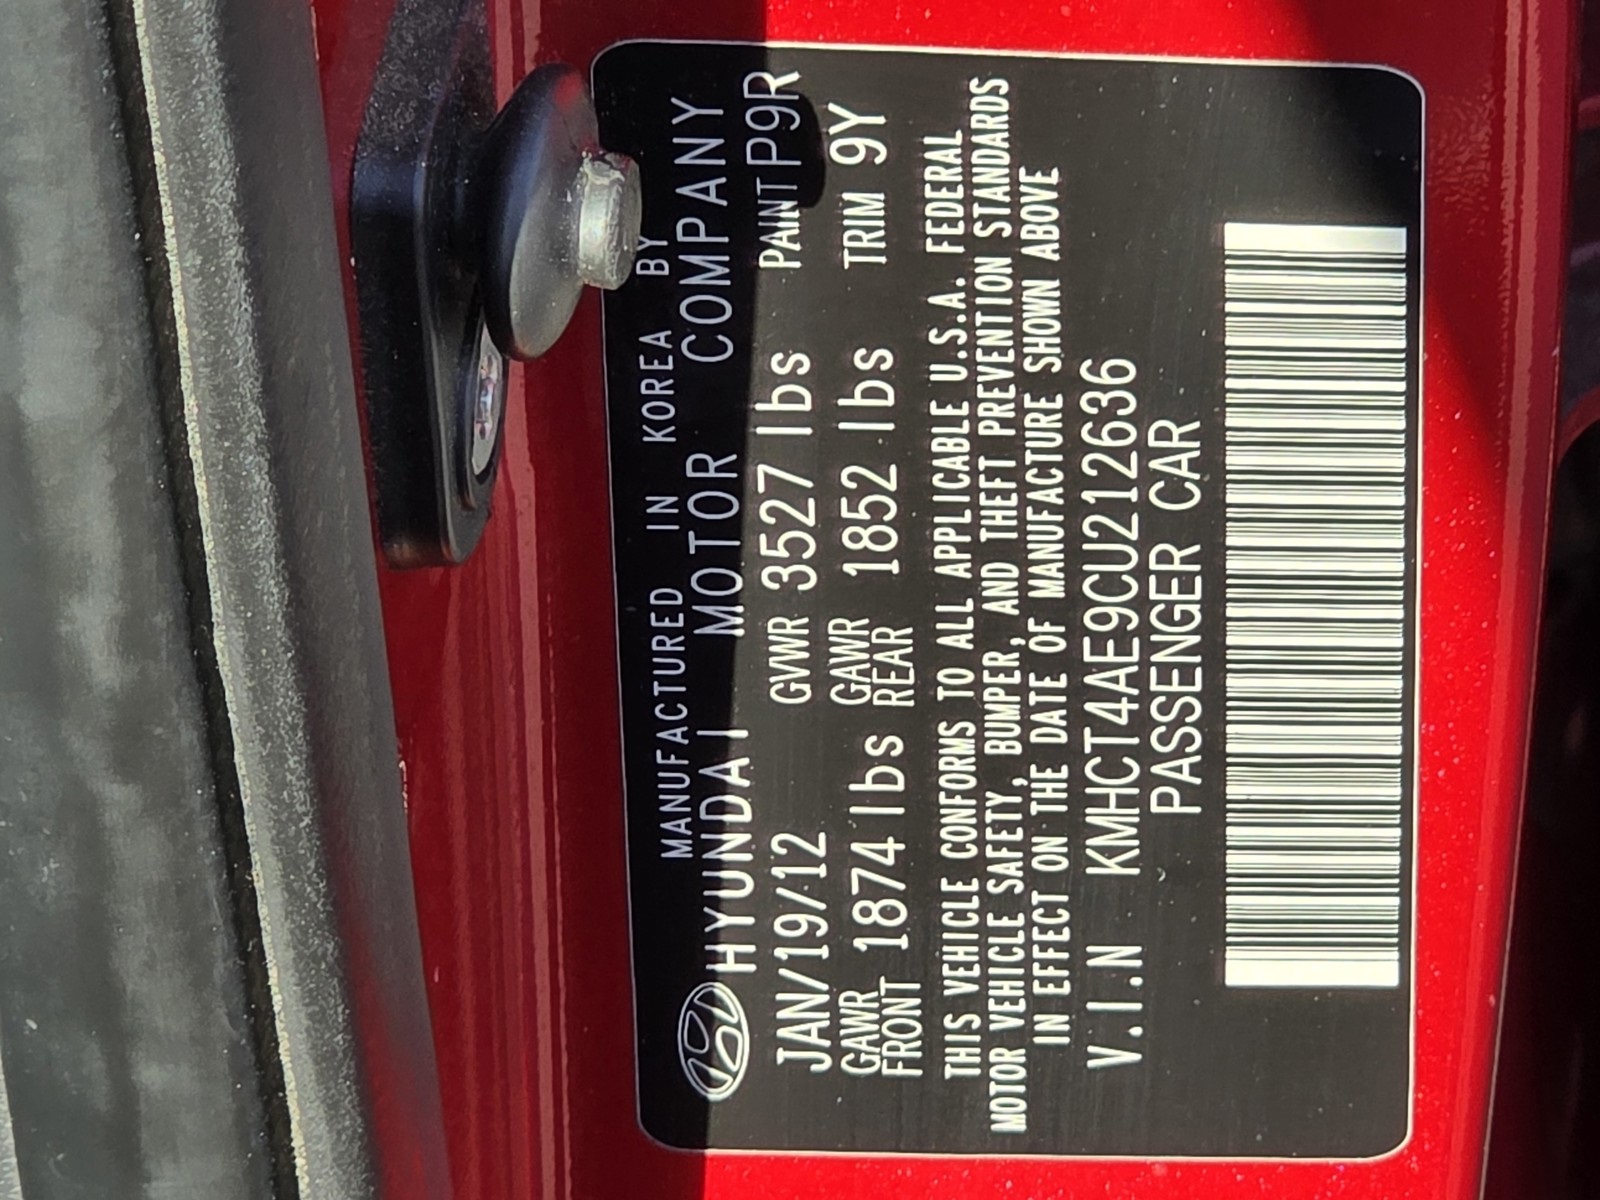 MANUFACTURED IN KOREA BY
HYUNDAI MOTOR COMPANY
JAN/19/12 GVWR 3527 lbs PAINT P9R
GAWR FRONT 1874 lbs GAWR REAR 1852 lbs TRIM 9Y
THIS VEHICLE CONFORMS TO ALL APPLICABLE U.S.A. FEDERAL
MOTOR VEHICLE SAFETY, BUMPER, AND THEFT PREVENTION STANDARDS
IN EFFECT ON THE DATE OF MANUFACTURE SHOWN ABOVE
V.I.N KMHCT4AE9CU212636
PASSENGER CAR